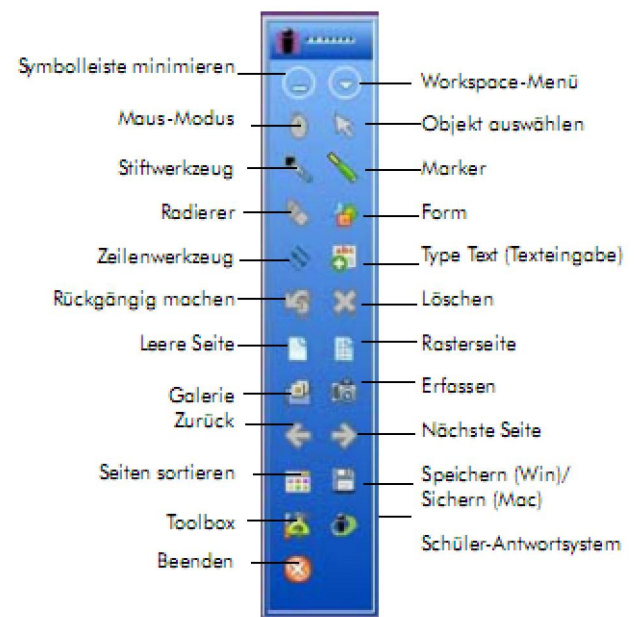 Symbolleiste minimieren
Workspace-Menü
Maus-Modus
Objekt auswählen
Stiftwerkzeug
Marker
Radierer
Form
Zeilenwerkzeug
abc
Type Text (Texteingabe)
Rückgängig machen
Löschen
Leere Seite
Rasterseite
Galerie
Erfassen
Zurück
Nächste Seite
Seiten sortieren
Speichern (Win)/
Sichern (Mac)
Toolbox
Schüler-Antwortsystem
Beenden